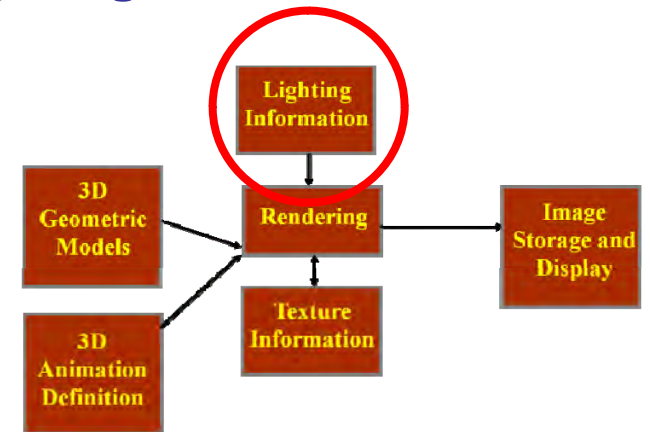 Lighting
Information
3D
Geometric
Models
Rendering
Image
Storage and
Display
Texture
Information
3D
Animation
Definition